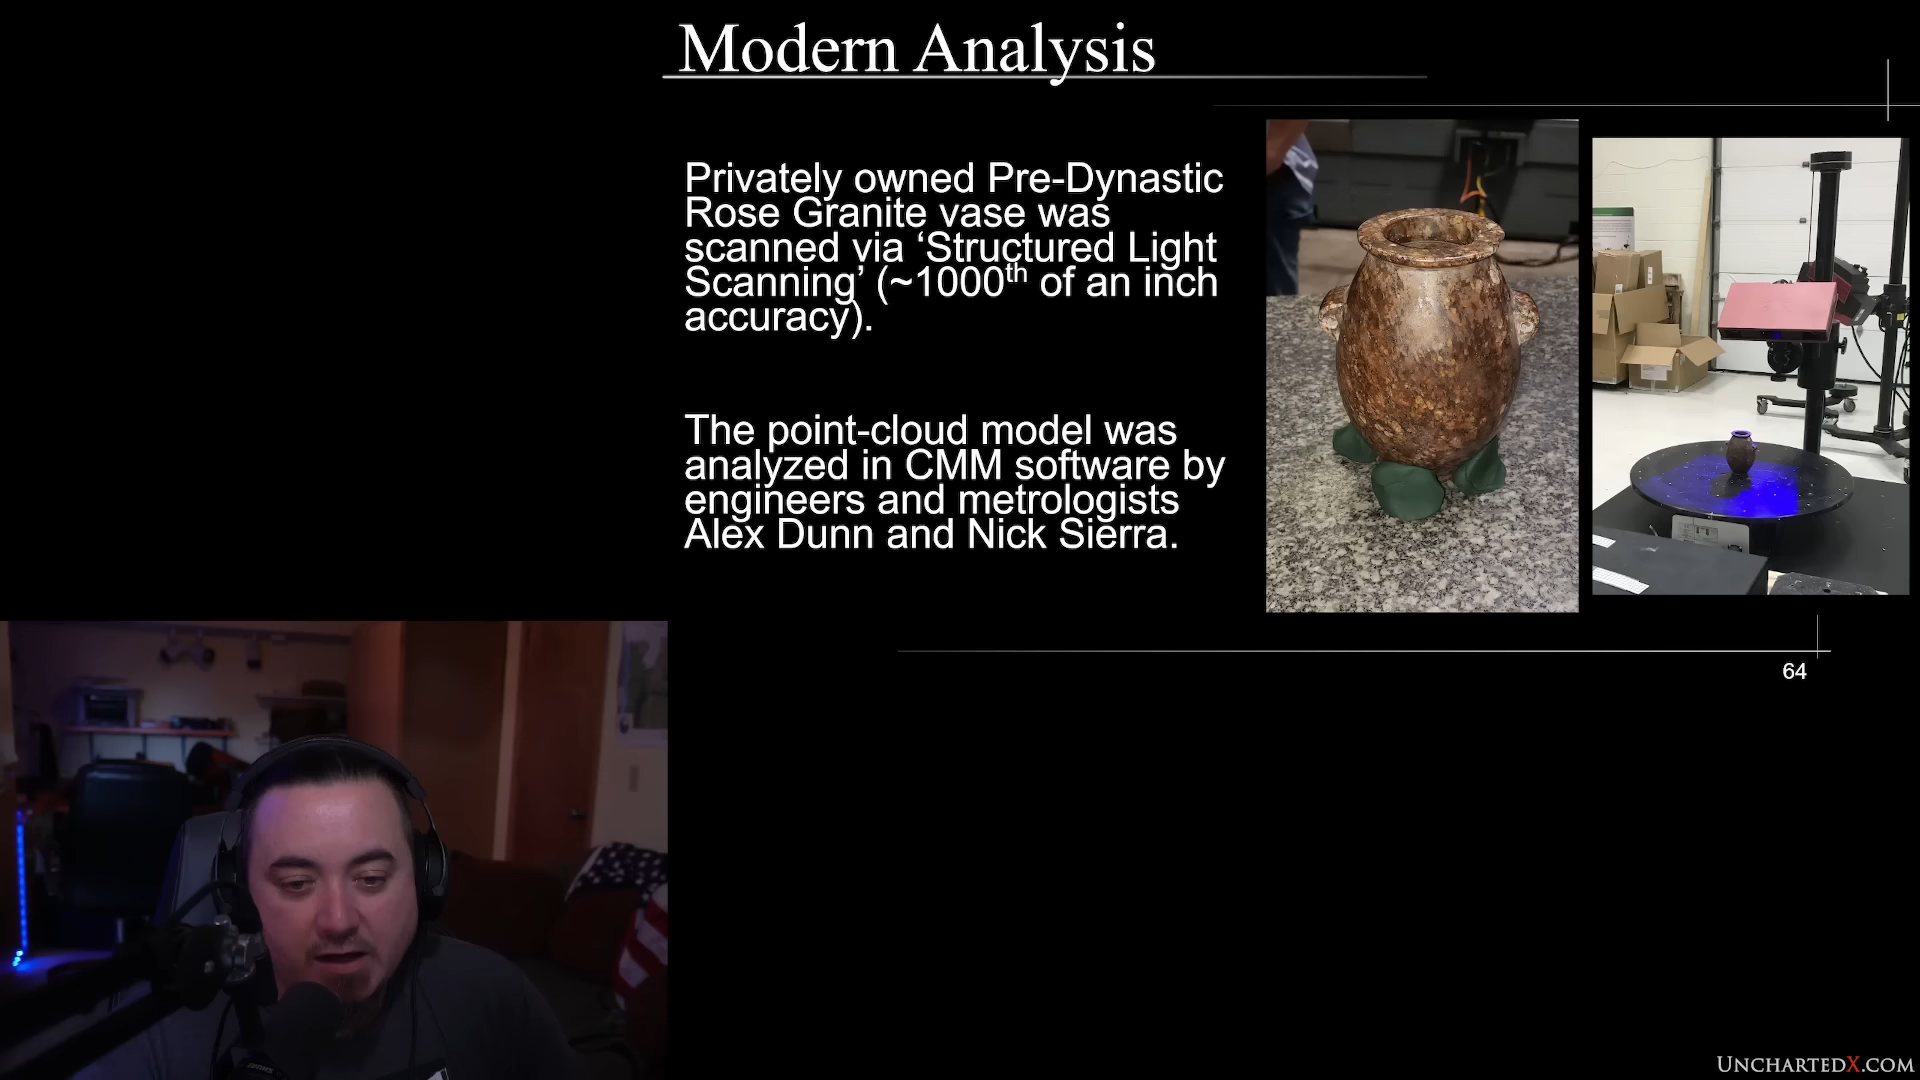 Modern Analysis
Privately owned Pre-Dynastic
Rose Granite vase was
scanned via ‘Structured Light
Scanning’ (~1000th of an inch
accuracy).
The point-cloud model was
analyzed in CMM software by
engineers and metrologists
Alex Dunn and Nick Sierra.
64
UNCHARTEDX.COM